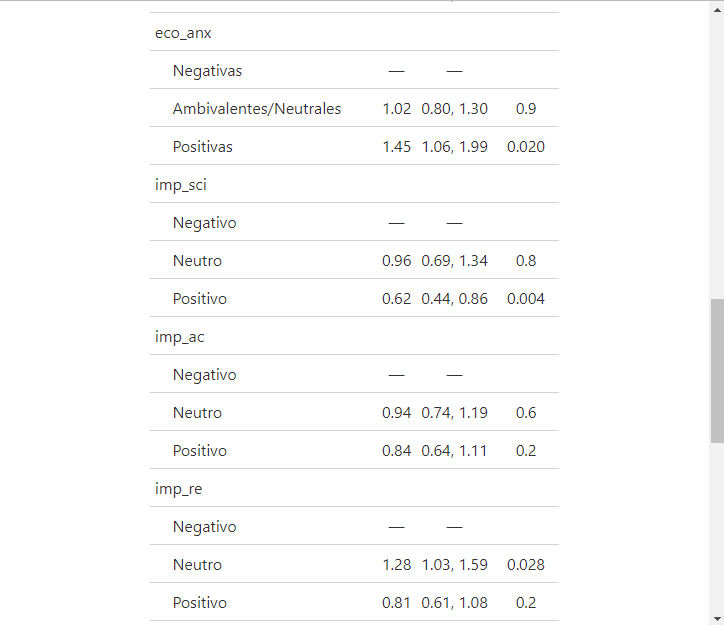 eco_anx
Negativas — —
Ambivalentes/Neutrales 1.02 0.80, 1.30 0.9
Positivas 1.45 1.06, 1.99 0.020
imp_sci
Negativo — —
Neutro 0.96 0.69, 1.34 0.8
Positivo 0.62 0.44, 0.86 0.004
imp_ac
Negativo — —
Neutro 0.94 0.74, 1.19 0.6
Positivo 0.84 0.64, 1.11 0.2
imp_re
Negativo — —
Neutro 1.28 1.03, 1.59 0.028
Positivo 0.81 0.61, 1.08 0.2